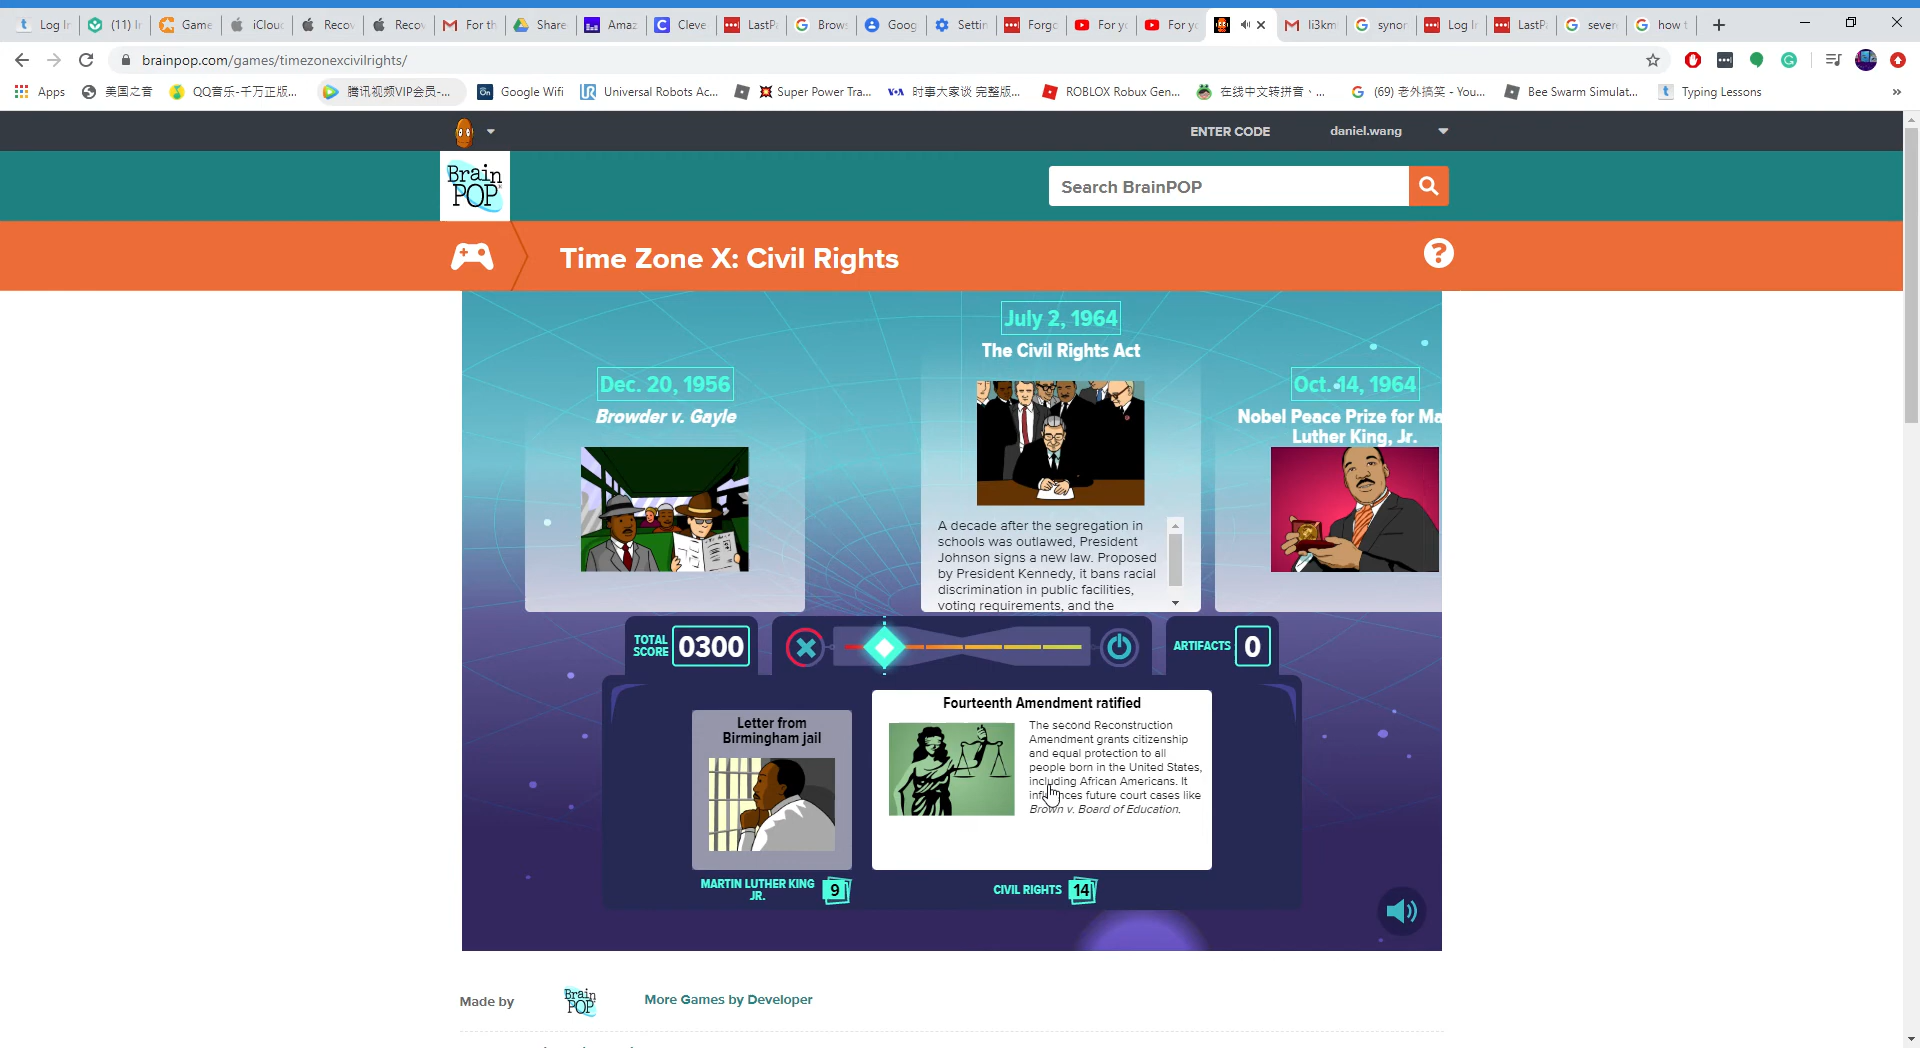 Log In
(11) Ir
Game
iCloud
Recov
Recov
For th
Share
Amaz
Cleve
LastPa
Brows
Goog
Settin
Forgo
For yo
For yo
li3km
synor
Log In
LastPa
sever
how t
brainpop.com/games/timezonexcivilrights/
Apps
美国之音
QQ音乐-千万正版...
腾讯视频VIP会员-...
On
Google Wifi
UR
Universal Robots Ac...
Super Power Tra...
VOA
时事大家谈 完整版...
ROBLOX Robux Gen...
在线中文转拼音、...
(69) 老外搞笑 - You...
Bee Swarm Simulat...
Typing Lessons
»
ENTER CODE
daniel.wang
Brain
POP
Search BrainPOP
Time Zone X: Civil Rights
?
July 2, 1964
The Civil Rights Act
Dec. 20, 1956
Browder v. Gayle
Oct. 14, 1964
Nobel Peace Prize for Ma
Luther King, Jr.
A decade after the segregation in
schools was outlawed, President
Johnson signs a new law. Proposed
by President Kennedy, it bans racial
discrimination in public facilities,
voting requirements, and the
TOTAL
SCORE
0300
ARTIFACTS
0
Letter from
Birmingham jail
Fourteenth Amendment ratified
The second Reconstruction
Amendment grants citizenship
and equal protection to all
people born in the United States,
including African Americans. It
influences future court cases like
Brown v. Board of Education.
MARTIN LUTHER KING
JR.
9
CIVIL RIGHTS
14
Made by
Brain
POP
More Games by Developer